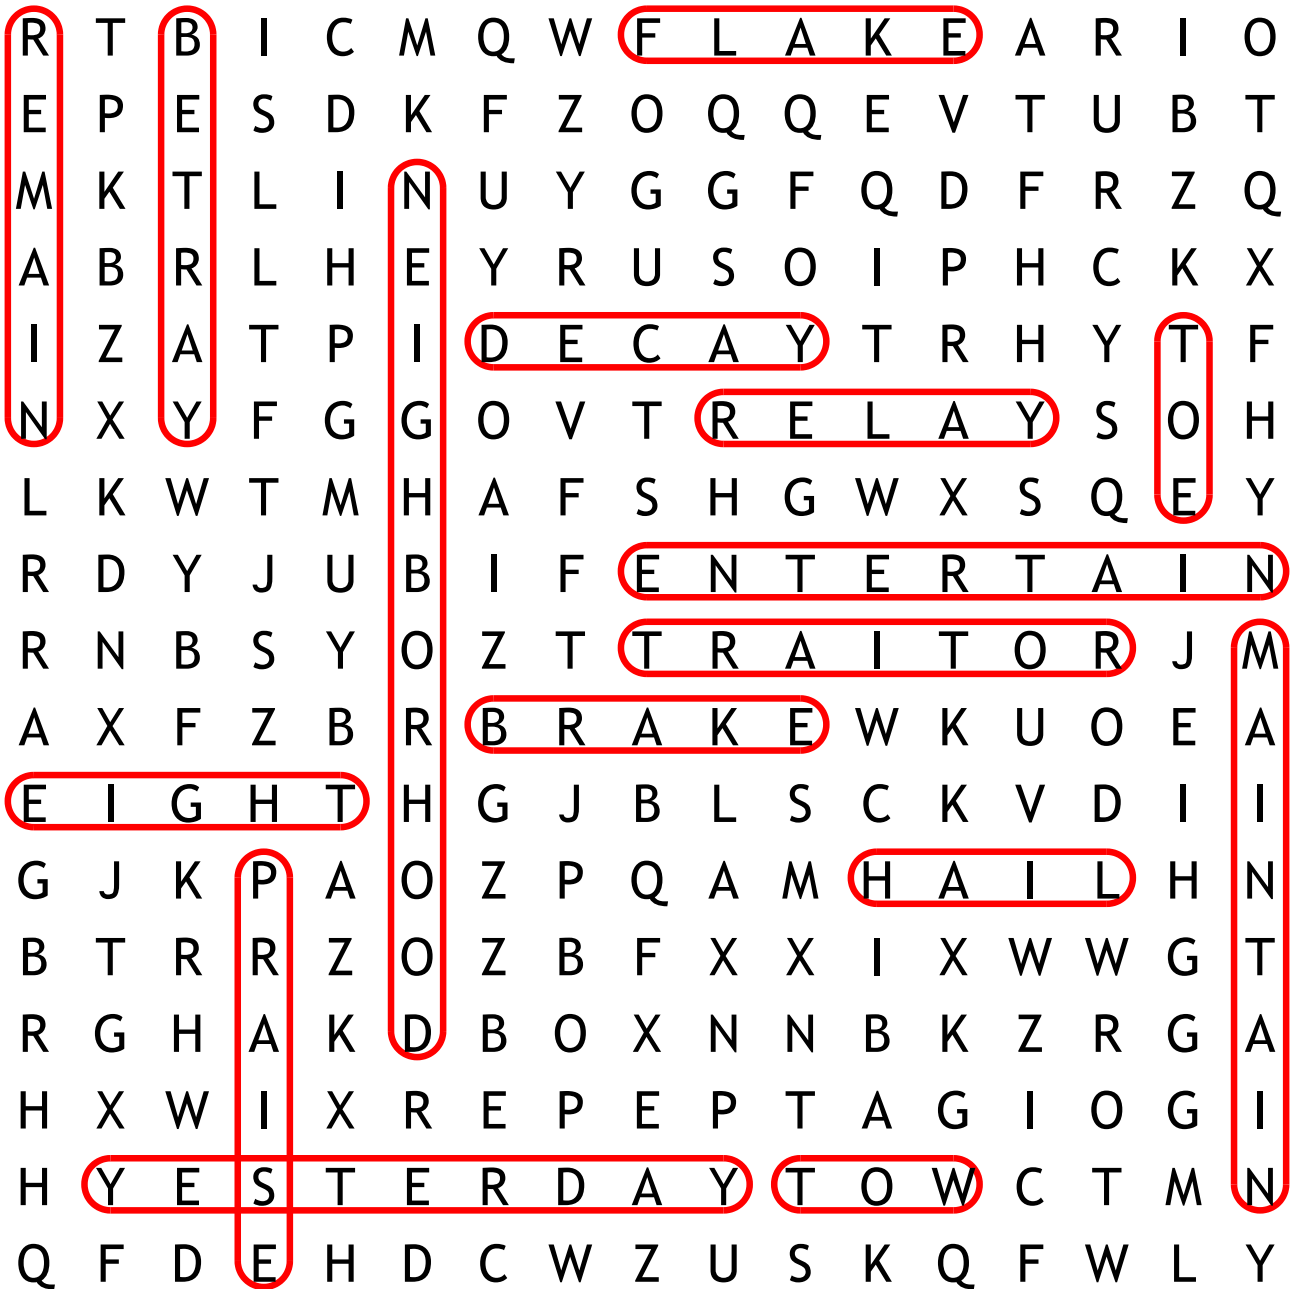 R T B I C M Q W F L A K E A R I O
E P E S D K F Z O Q Q E V T U B T
M K T L I N U Y G G F Q D F R Z Q
A B R L H E Y R U S O I P H C K X
I Z A T P I D E C A Y T R H Y T F
N X Y F G G O V T R E L A Y S O H
L K W T M H A F S H G W X S Q E Y
R D Y J U B I F E N T E R T A I N
R N B S Y O Z T T R A I T O R J M
A X F Z B R B R A K E W K U O E A
E I G H T H G J B L S C K V D I I
G J K P A O Z P Q A M H A I L H N
B T R R Z O Z B F X X I X W W G T
R G H A K D B O X N N B K Z R G A
H X W I X R E P E P T A G I O G I
H Y E S T E R D A Y T O W C T M N
Q F D E H D C W Z U S K Q F W L Y